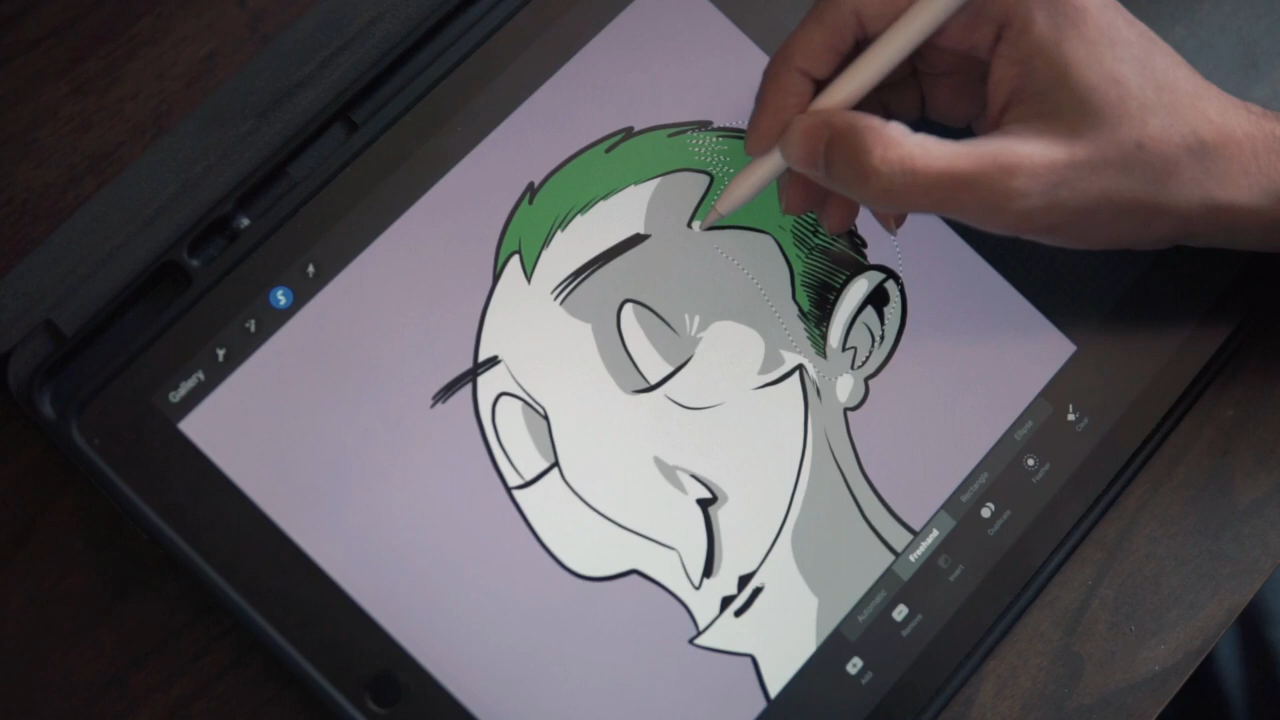 Gallery
S
Automatic
Freehand
Rectangle
Ellipse
Add
Remove
Invert
Duplicate
Feather
Clear